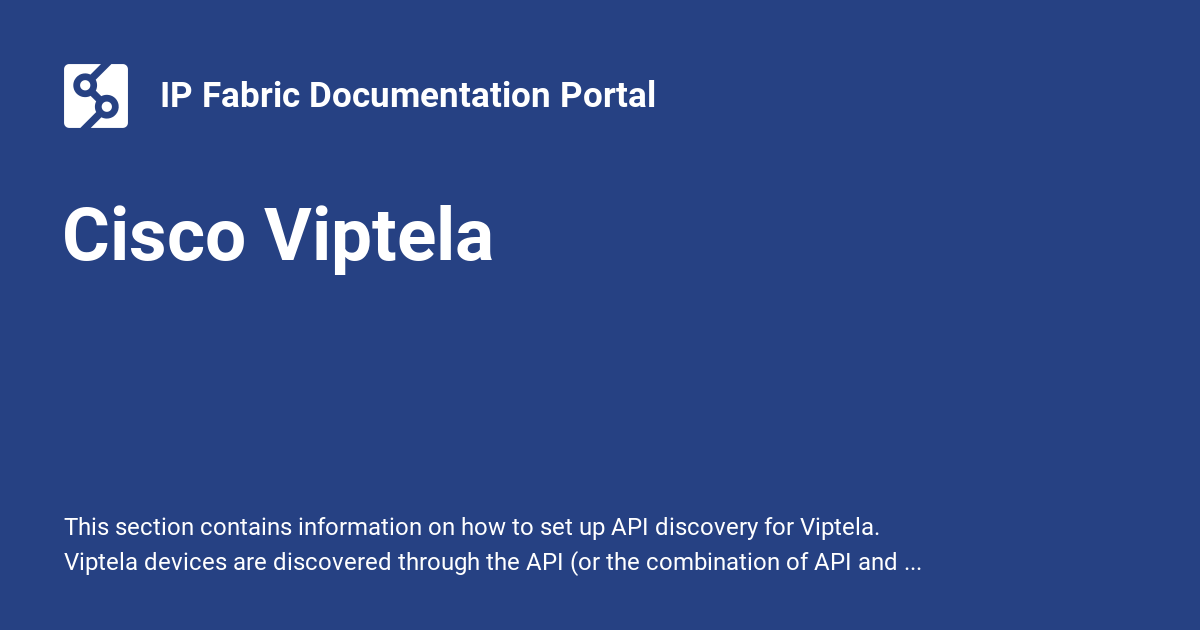 IP Fabric Documentation Portal
Cisco Viptela
This section contains information on how to set up API discovery for Viptela.
Viptela devices are discovered through the API (or the combination of API and ...